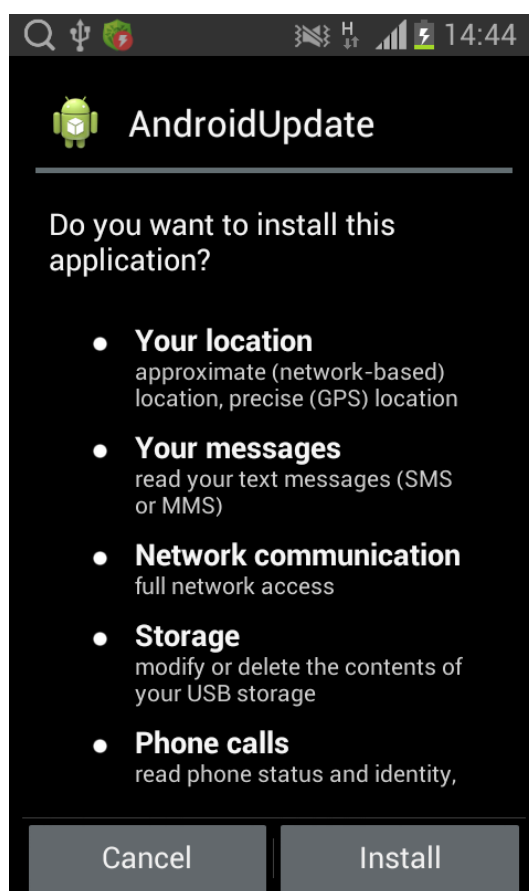 H 14:44
AndroidUpdate
Do you want to install this
application?
Your location
approximate (network-based)
location, precise (GPS) location
Your messages
read your text messages (SMS
or MMS)
Network communication
full network access
Storage
modify or delete the contents of
your USB storage
Phone calls
read phone status and identity,
Cancel Install